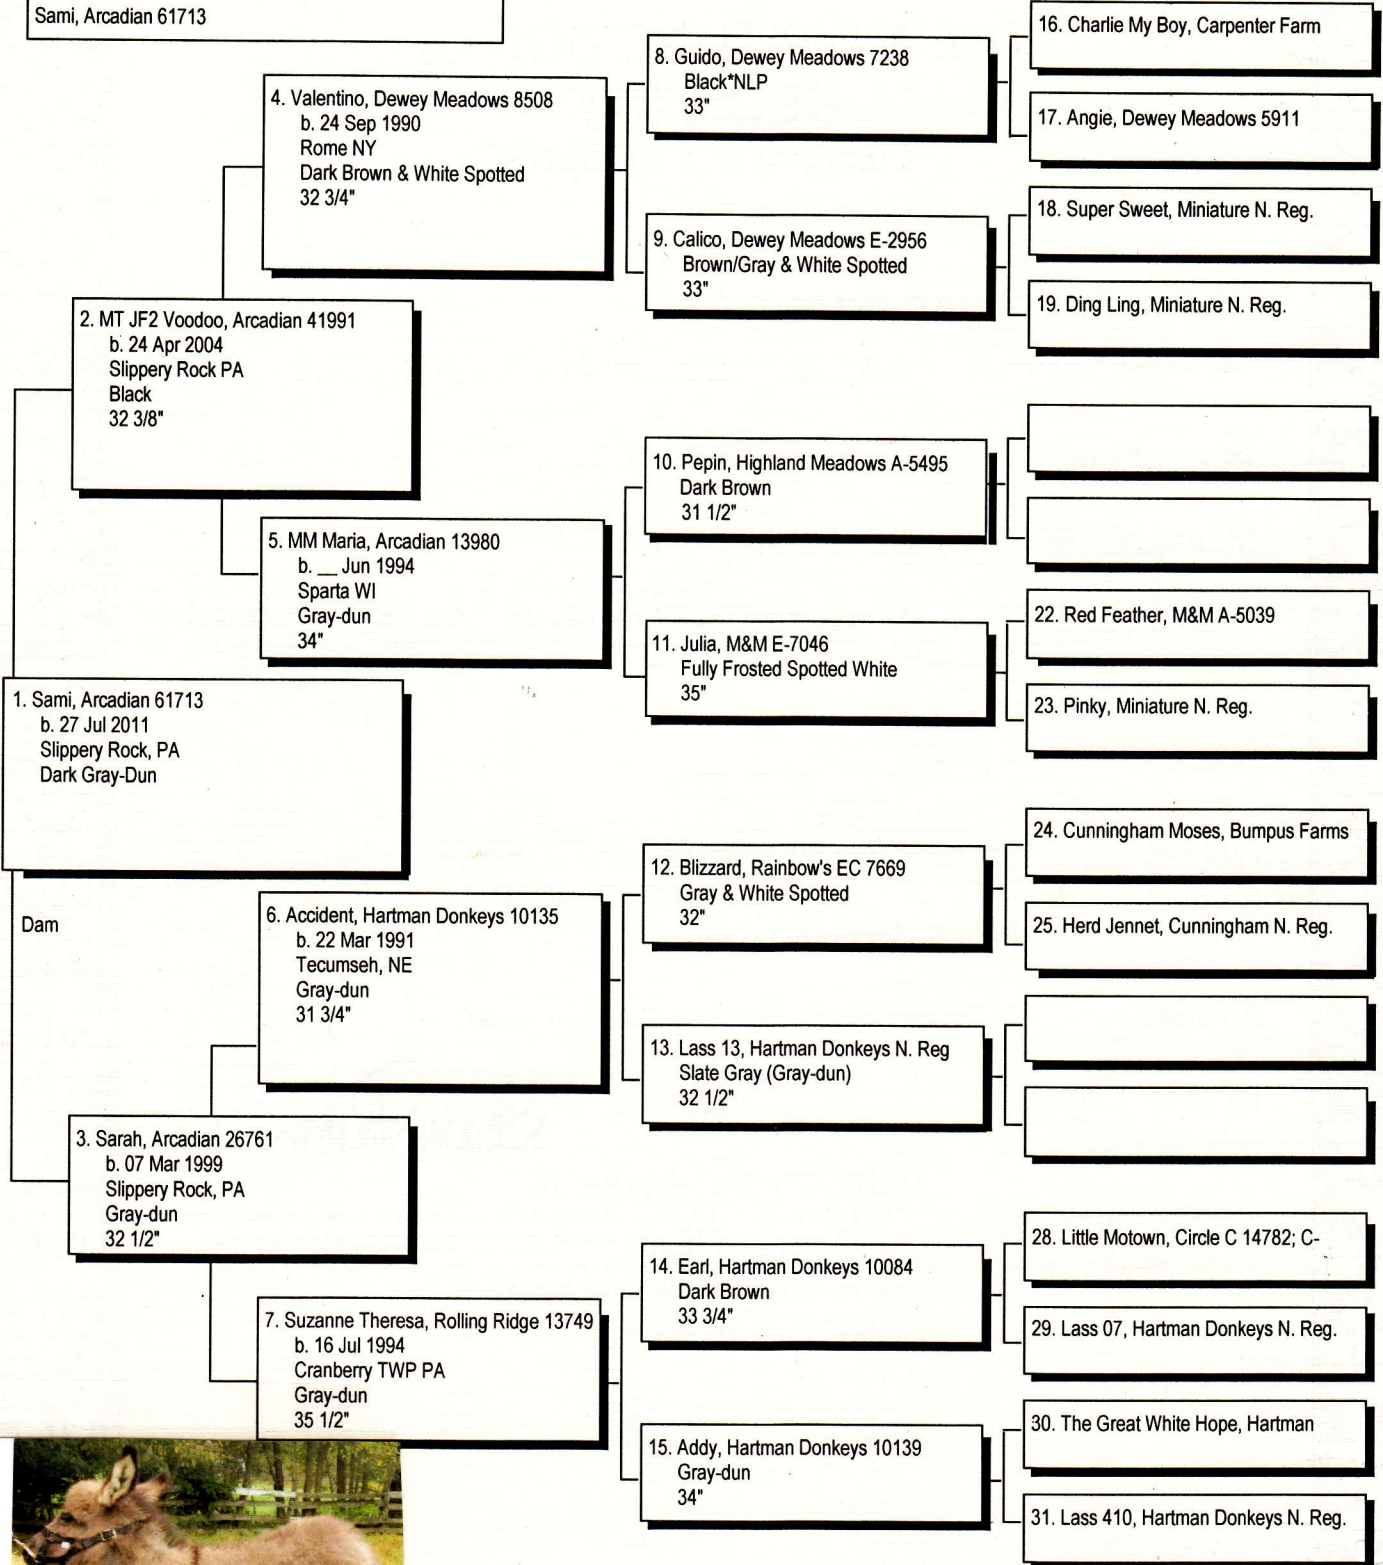 Sami, Arcadian 61713
16. Charlie My Boy, Carpenter Farm
8. Guido, Dewey Meadows 7238
Black*NLP
33"
17. Angie, Dewey Meadows 5911
4. Valentino, Dewey Meadows 8508
b. 24 Sep 1990
Rome NY
Dark Brown & White Spotted
32 3/4"
18. Super Sweet, Miniature N. Reg.
9. Calico, Dewey Meadows E-2956
Brown/Gray & White Spotted
33"
19. Ding Ling, Miniature N. Reg.
2. MT JF2 Voodoo, Arcadian 41991
b. 24 Apr 2004
Slippery Rock PA
Black
32 3/8"
10. Pepin, Highland Meadows A-5495
Dark Brown
31 1/2"
5. MM Maria, Arcadian 13980
b. __ Jun 1994
Sparta WI
Gray-dun
34"
22. Red Feather, M&M A-5039
11. Julia, M&M E-7046
Fully Frosted Spotted White
35"
23. Pinky, Miniature N. Reg.
1. Sami, Arcadian 61713
b. 27 Jul 2011
Slippery Rock, PA
Dark Gray-Dun
24. Cunningham Moses, Bumpus Farms
12. Blizzard, Rainbow's EC 7669
Gray & White Spotted
32"
25. Herd Jennet, Cunningham N. Reg.
Dam
6. Accident, Hartman Donkeys 10135
b. 22 Mar 1991
Tecumseh, NE
Gray-dun
31 3/4"
13. Lass 13, Hartman Donkeys N. Reg
Slate Gray (Gray-dun)
32 1/2"
3. Sarah, Arcadian 26761
b. 07 Mar 1999
Slippery Rock, PA
Gray-dun
32 1/2"
28. Little Motown, Circle C 14782; C-
14. Earl, Hartman Donkeys 10084
Dark Brown
33 3/4"
29. Lass 07, Hartman Donkeys N. Reg.
7. Suzanne Theresa, Rolling Ridge 13749
b. 16 Jul 1994
Cranberry TWP PA
Gray-dun
35 1/2"
30. The Great White Hope, Hartman
15. Addy, Hartman Donkeys 10139
Gray-dun
34"
31. Lass 410, Hartman Donkeys N. Reg.